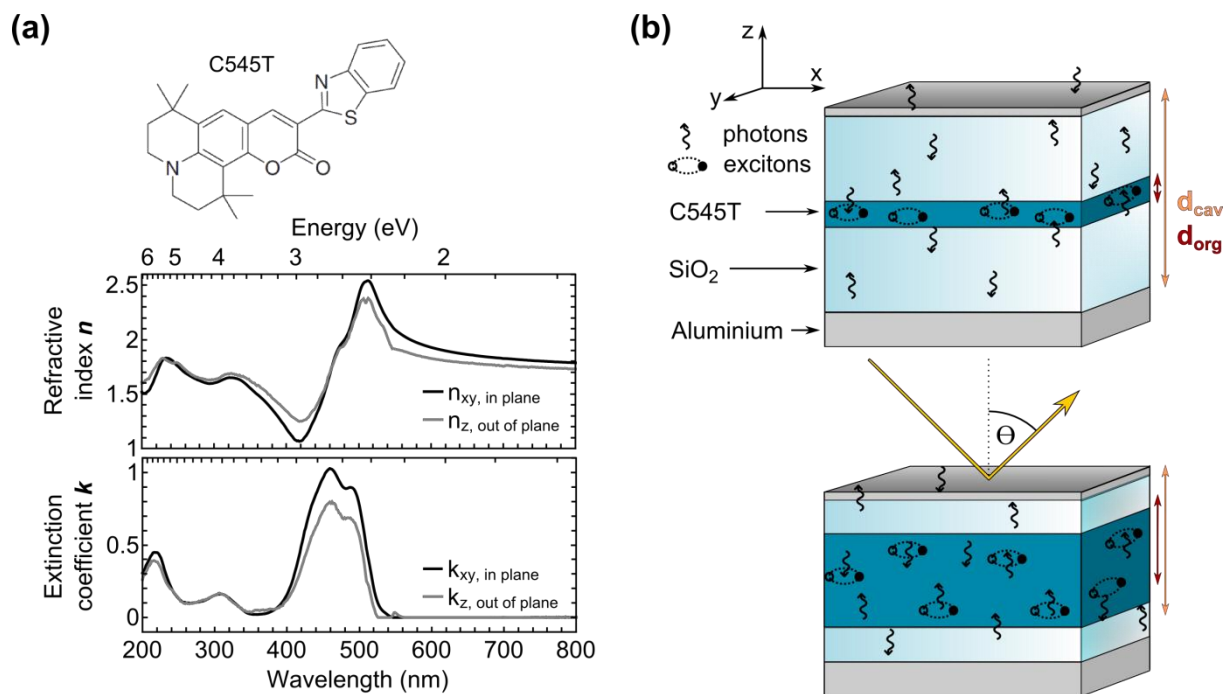 (a)
C545T
N
S
N
O
O
Energy (eV)
6 5 4 3 2
2.5
2
1.5
1
Refractive
index n
n_xy, in plane
n_z, out of plane
1
0.5
0
Extinction
coefficient k
k_xy, in plane
k_z, out of plane
200 300 400 500 600 700 800
Wavelength (nm)
(b)
z
x
y
photons
excitons
C545T
SiO₂
Aluminium
d_cav
d_org
Θ